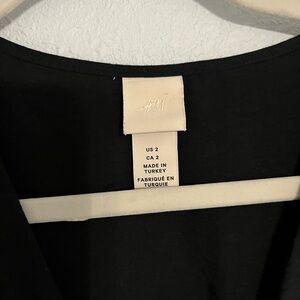 H&M
US 2
CA 2
MADE IN
TURKEY
FABRIQUÉ EN
TURQUIE